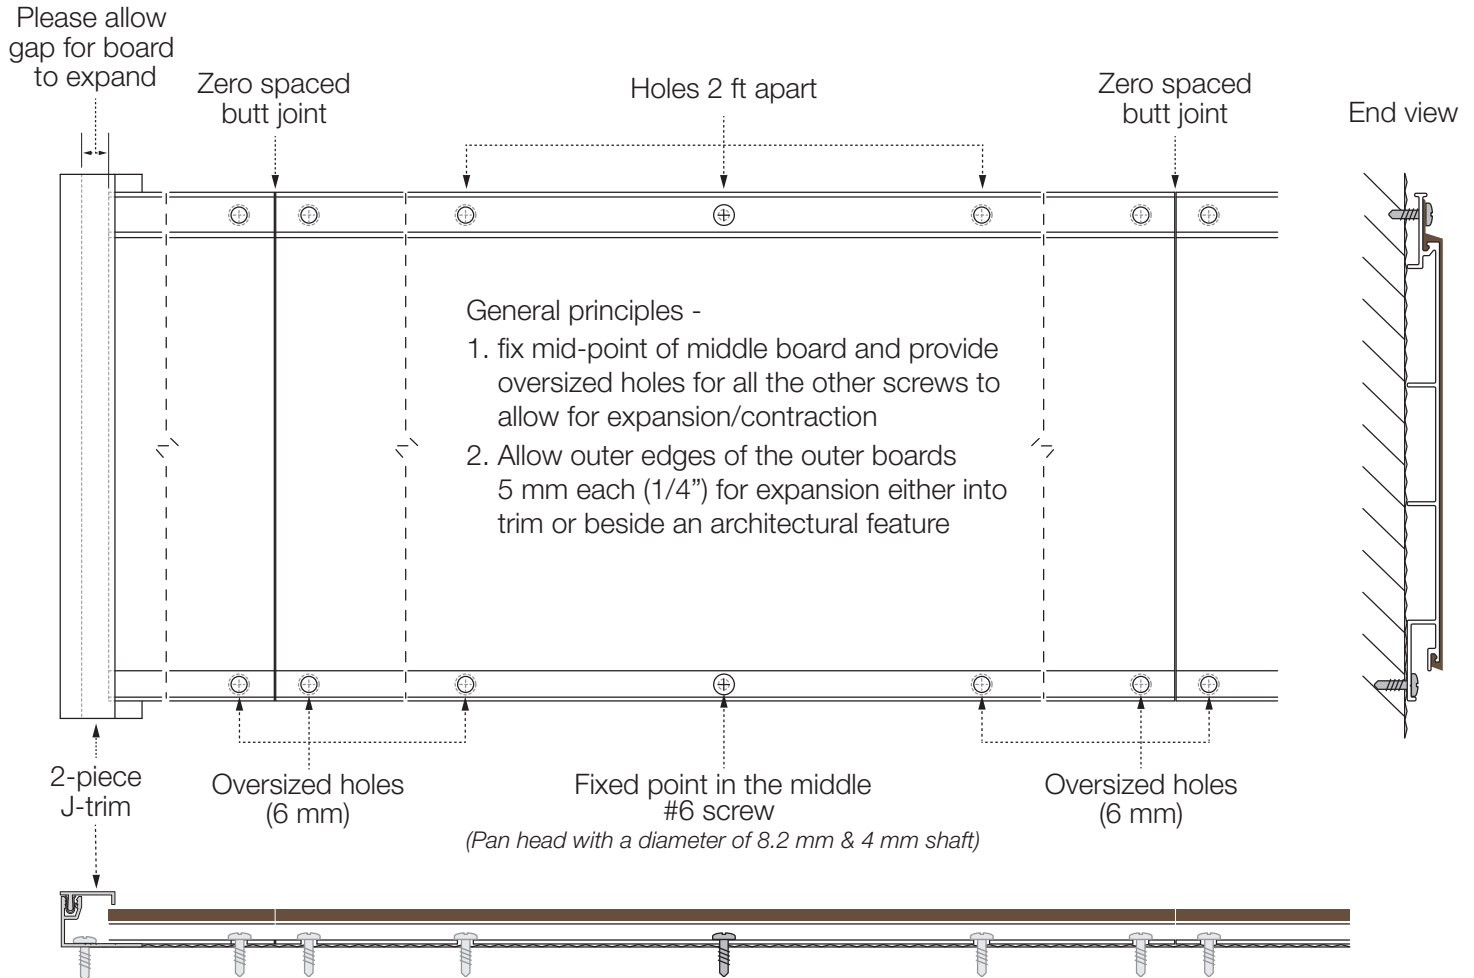 Please allow
gap for board
to expand
Zero spaced
butt joint
Holes 2 ft apart
Zero spaced
butt joint
End view
General principles -
1. fix mid-point of middle board and provide
oversized holes for all the other screws to
allow for expansion/contraction
2. Allow outer edges of the outer boards
5 mm each (1/4”) for expansion either into
trim or beside an architectural feature
2-piece
J-trim
Oversized holes
(6 mm)
Fixed point in the middle
#6 screw
(Pan head with a diameter of 8.2 mm & 4 mm shaft)
Oversized holes
(6 mm)